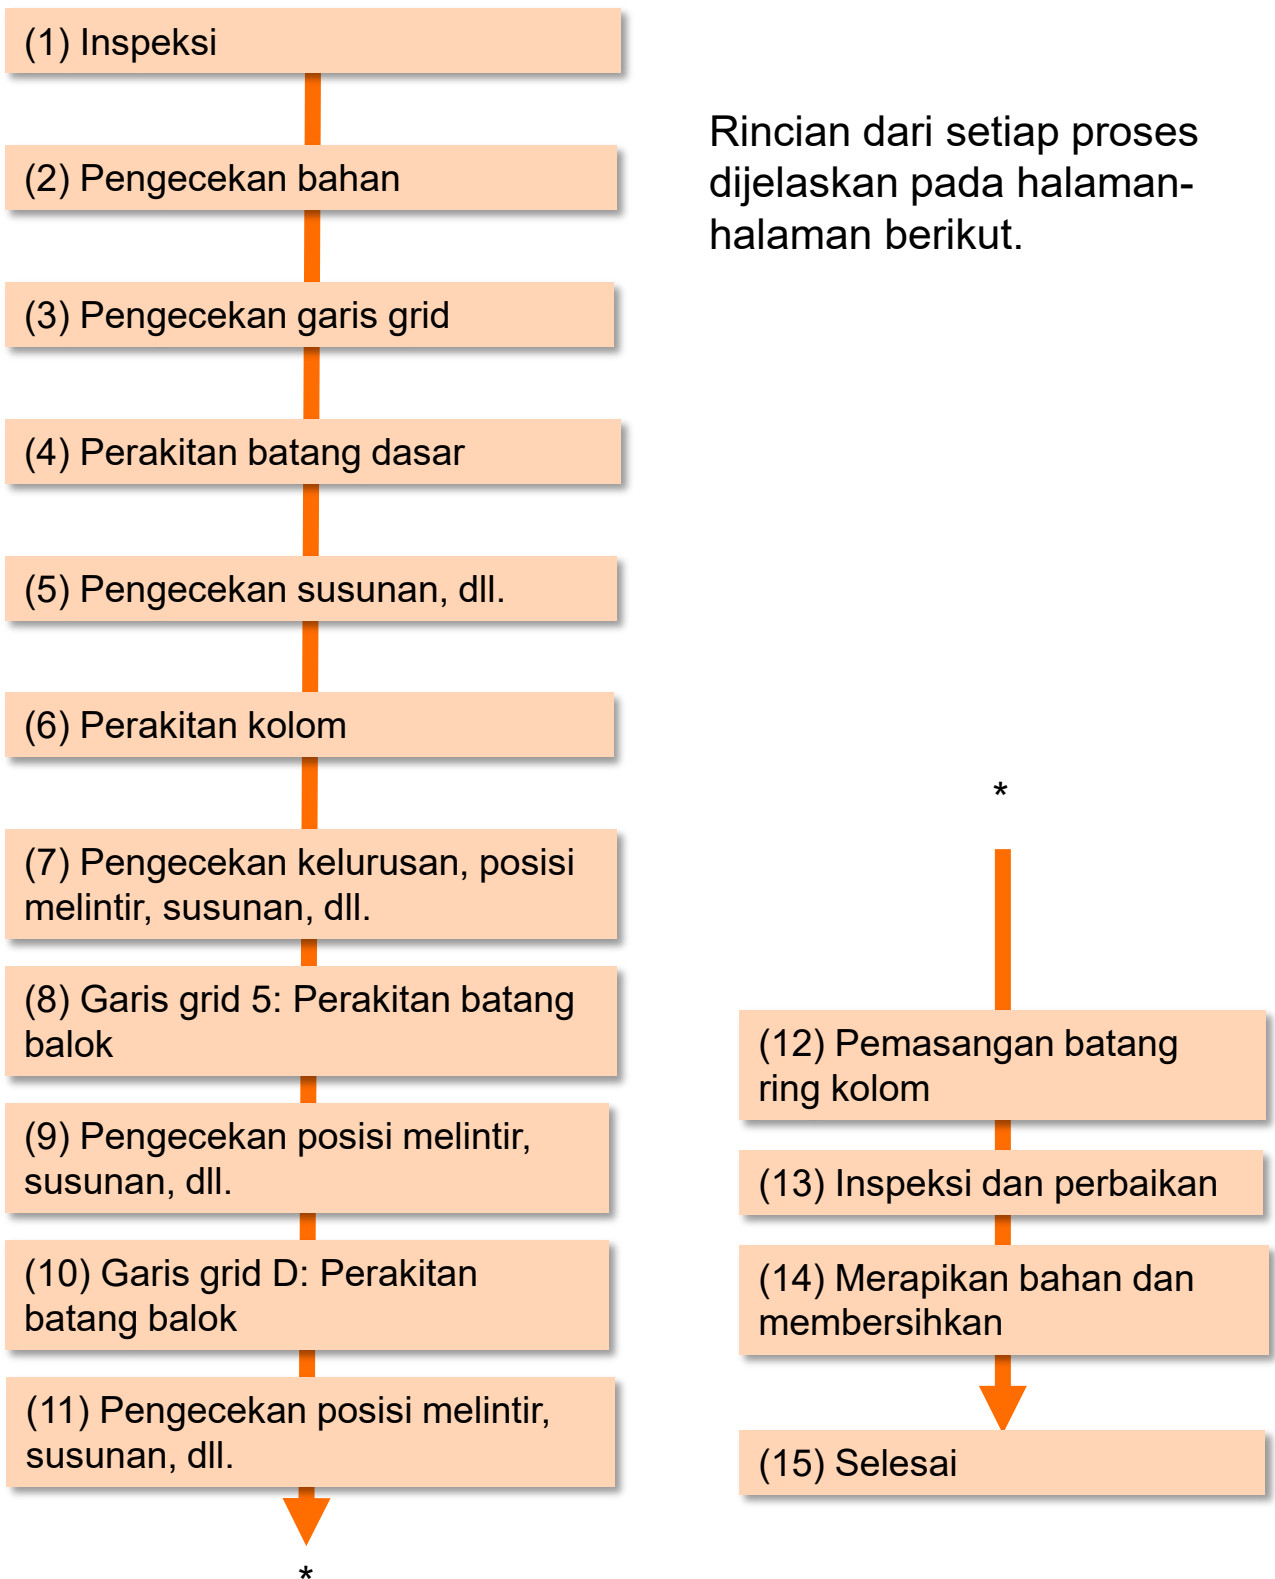 (1) Inspeksi
(2) Pengecekan bahan
(3) Pengecekan garis grid
(4) Perakitan batang dasar
(5) Pengecekan susunan, dll.
(6) Perakitan kolom
(7) Pengecekan kelurusan, posisi
melintir, susunan, dll.
(8) Garis grid 5: Perakitan batang
balok
(9) Pengecekan posisi melintir,
susunan, dll.
(10) Garis grid D: Perakitan
batang balok
(11) Pengecekan posisi melintir,
susunan, dll.
*
Rincian dari setiap proses
dijelaskan pada halaman-
halaman berikut.
*
(12) Pemasangan batang
ring kolom
(13) Inspeksi dan perbaikan
(14) Merapikan bahan dan
membersihkan
(15) Selesai